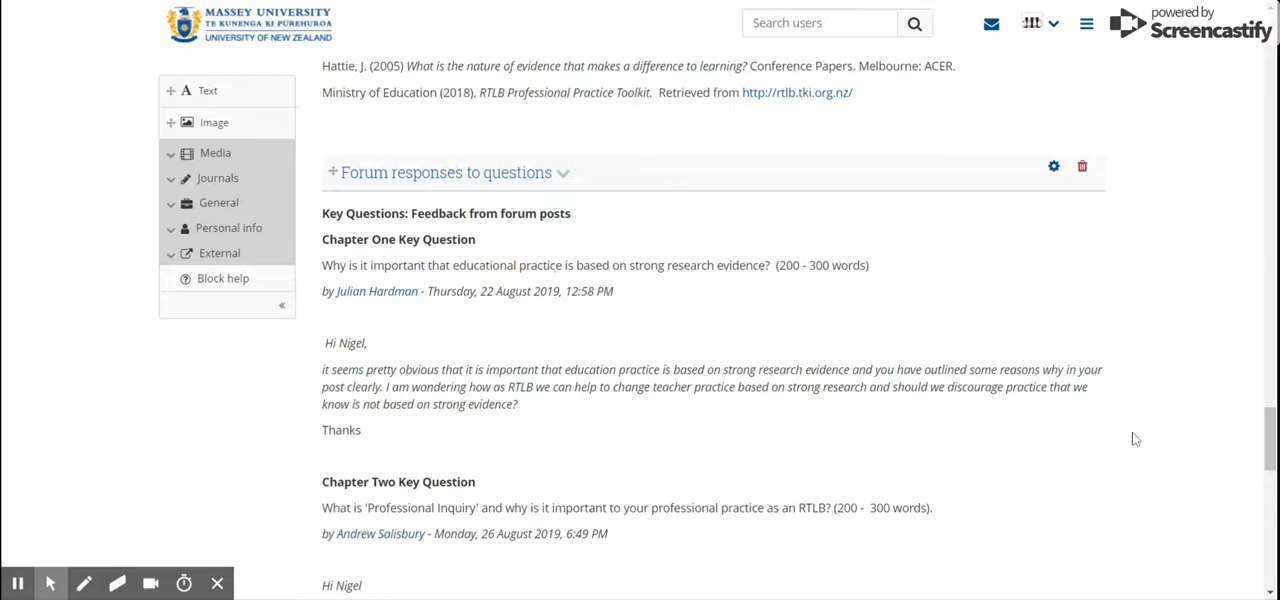 MASSEY UNIVERSITY
TE KUNENGA KI PŪREHUROA
UNIVERSITY OF NEW ZEALAND
Search users
powered by
Screencastify
Text
Image
Media
Journals
General
Personal info
External
Block help
«
Hattie, J. (2005) What is the nature of evidence that makes a difference to learning? Conference Papers. Melbourne: ACER.
Ministry of Education (2018). RTLB Professional Practice Toolkit. Retrieved from http://rtlb.tki.org.nz/
Forum responses to questions
Key Questions: Feedback from forum posts
Chapter One Key Question
Why is it important that educational practice is based on strong research evidence? (200 - 300 words)
by Julian Hardman - Thursday, 22 August 2019, 12:58 PM
Hi Nigel,
it seems pretty obvious that it is important that education practice is based on strong research evidence and you have outlined some reasons why in your
post clearly. I am wondering how as RTLB we can help to change teacher practice based on strong research and should we discourage practice that we
know is not based on strong evidence?
Thanks
Chapter Two Key Question
What is 'Professional Inquiry' and why is it important to your professional practice as an RTLB? (200 - 300 words).
by Andrew Salisbury - Monday, 26 August 2019, 6:49 PM
Hi Nigel